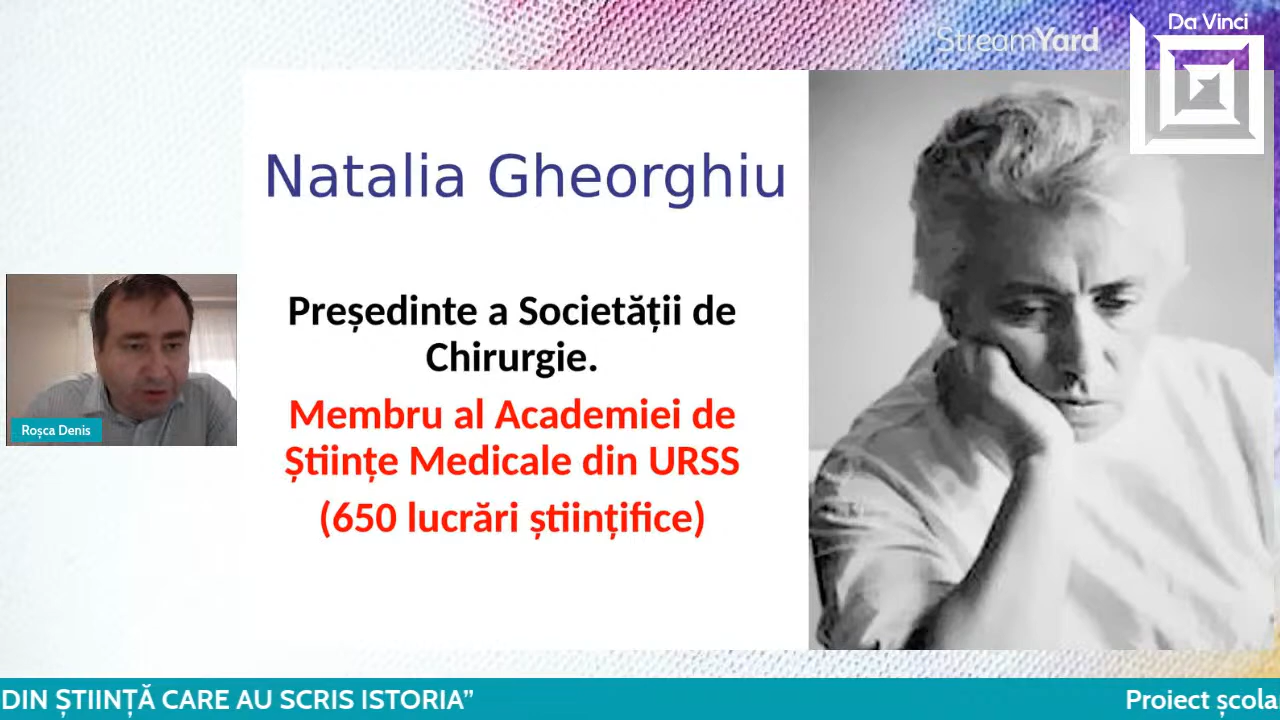 StreamYard
Da Vinci
Natalia Gheorghiu
Președinte a Societății de
Chirurgie.
Membru al Academiei de
Științe Medicale din URSS
(650 lucrări științifice)
Roșca Denis
DIN ȘTIINȚĂ CARE AU SCRIS ISTORIA”
Proiect școla